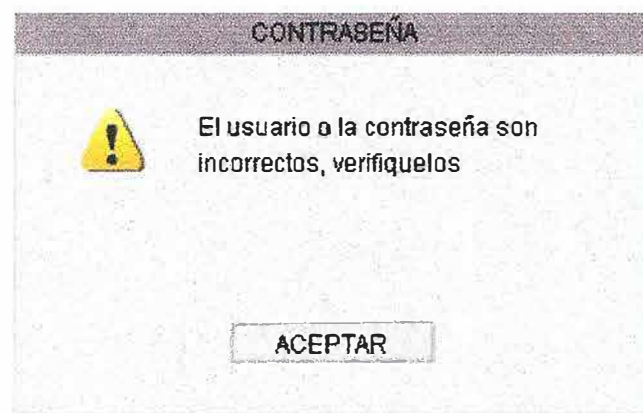 CONTRASEÑA
El usuario o la contraseña son
incorrectos, verifiquelos
ACEPTAR